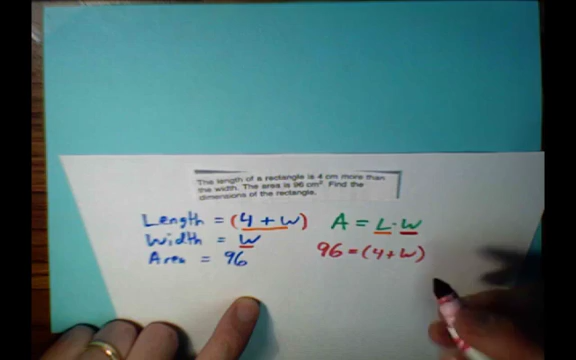 The length of a rectangle is 4 cm more than
the width. The area is 96 cm². Find the
dimensions of the rectangle.
Length = (4 + W)
Width = W
Area = 96
A = L · W
96 = (4 + W)